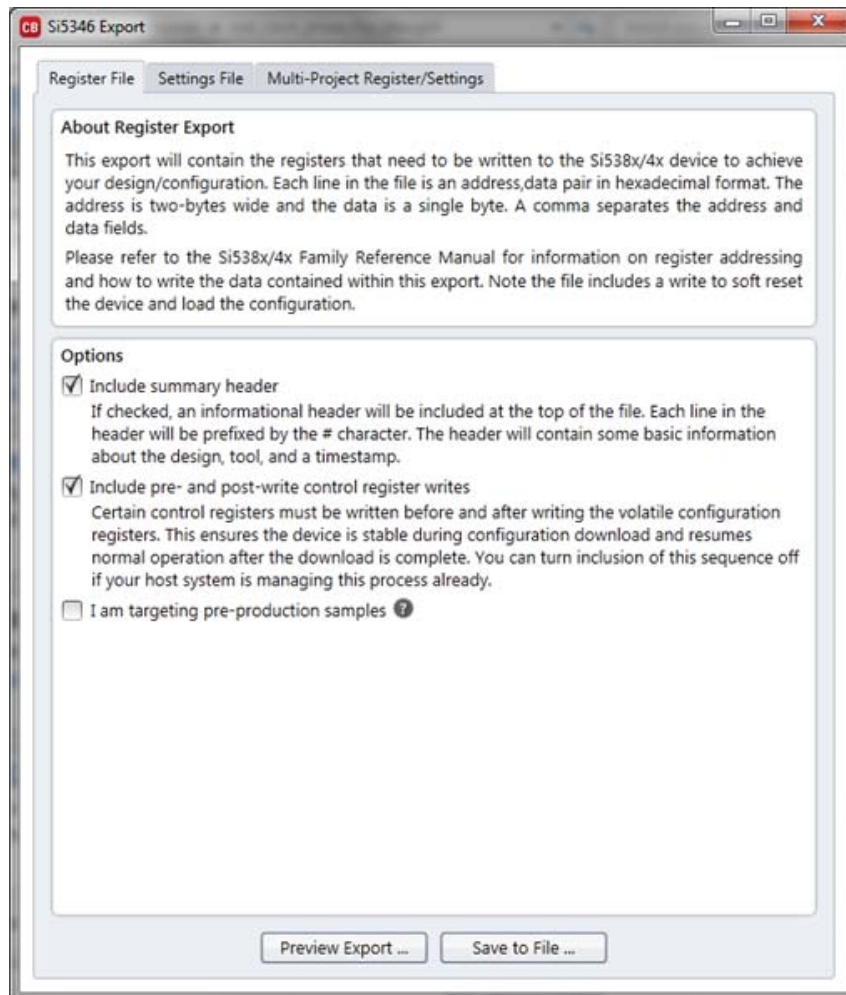 CB Si5346 Export
Register File Settings File Multi-Project Register/Settings
About Register Export
This export will contain the registers that need to be written to the Si538x/4x device to achieve
your design/configuration. Each line in the file is an address,data pair in hexadecimal format. The
address is two-bytes wide and the data is a single byte. A comma separates the address and
data fields.
Please refer to the Si538x/4x Family Reference Manual for information on register addressing
and how to write the data contained within this export. Note the file includes a write to soft reset
the device and load the configuration.
Options
Include summary header
If checked, an informational header will be included at the top of the file. Each line in the
header will be prefixed by the # character. The header will contain some basic information
about the design, tool, and a timestamp.
Include pre- and post-write control register writes
Certain control registers must be written before and after writing the volatile configuration
registers. This ensures the device is stable during configuration download and resumes
normal operation after the download is complete. You can turn inclusion of this sequence off
if your host system is managing this process already.
I am targeting pre-production samples ?
Preview Export ... Save to File ...